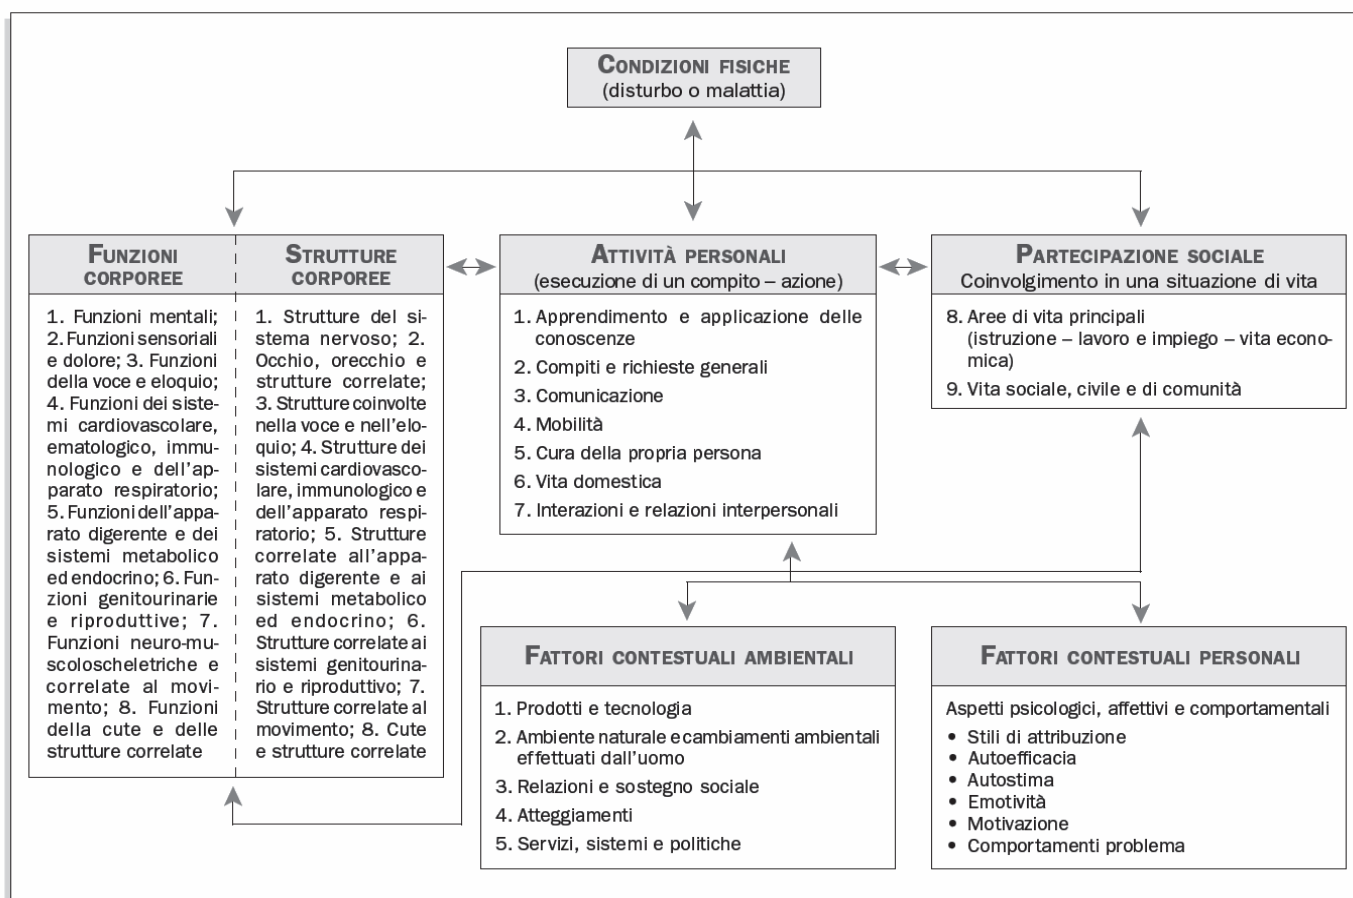 CONDIZIONI FISICHE
(disturbo o malattia)
FUNZIONI
CORPOREE
1. Funzioni mentali;
2. Funzioni sensoriali
e dolore; 3. Funzioni
della voce e eloquio;
4. Funzioni dei siste-
mi cardiovascolare,
ematologico, immu-
nologico e dell'ap-
parato respiratorio;
5. Funzioni dell'appa-
rato digerente e dei
sistemi metabolico
ed endocrino; 6. Fun-
zioni genitourinarie
e riproduttive; 7.
Funzioni neuro-mu-
scoloscheletriche e
correlate al movi-
mento; 8. Funzioni
della cute e delle
strutture correlate
STRUTTURE
CORPOREE
1. Strutture del si-
stema nervoso; 2.
Occhio, orecchio e
strutture correlate;
3. Strutture coinvolte
nella voce e nell'elo-
quio; 4. Strutture dei
sistemi cardiovasco-
lare, immunologico e
dell'apparato respi-
ratorio; 5. Strutture
correlate all'appa-
rato digerente e ai
sistemi metabolico
ed endocrino; 6.
Strutture correlate ai
sistemi genitourina-
rio e riproduttivo; 7.
Strutture correlate al
movimento; 8. Cute
e strutture correlate
ATTIVITÀ PERSONALI
(esecuzione di un compito – azione)
1. Apprendimento e applicazione delle
conoscenze
2. Compiti e richieste generali
3. Comunicazione
4. Mobilità
5. Cura della propria persona
6. Vita domestica
7. Interazioni e relazioni interpersonali
PARTECIPAZIONE SOCIALE
Coinvolgimento in una situazione di vita
8. Aree di vita principali
(istruzione – lavoro e impiego – vita econo-
mica)
9. Vita sociale, civile e di comunità
FATTORI CONTESTUALI AMBIENTALI
1. Prodotti e tecnologia
2. Ambiente naturale e cambiamenti ambientali
effettuati dall'uomo
3. Relazioni e sostegno sociale
4. Atteggiamenti
5. Servizi, sistemi e politiche
FATTORI CONTESTUALI PERSONALI
Aspetti psicologici, affettivi e comportamentali
• Stili di attribuzione
• Autoefficacia
• Autostima
• Emotività
• Motivazione
• Comportamenti problema